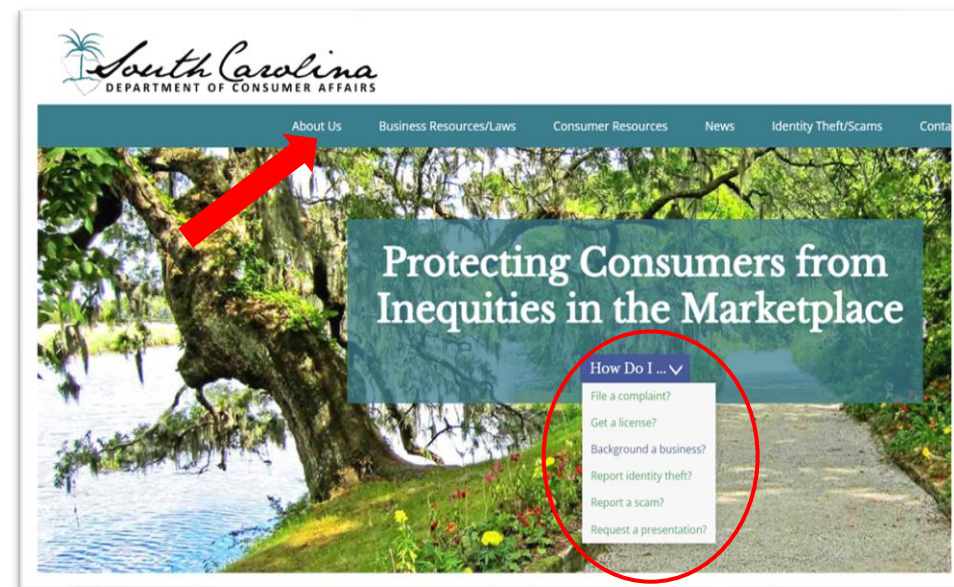 South Carolina
DEPARTMENT OF CONSUMER AFFAIRS
About Us Business Resources/Laws Consumer Resources News Identity Theft/Scams Conta
Protecting Consumers from
Inequities in the Marketplace
How Do I ...
File a complaint?
Get a license?
Background a business?
Report identity theft?
Report a scam?
Request a presentation?